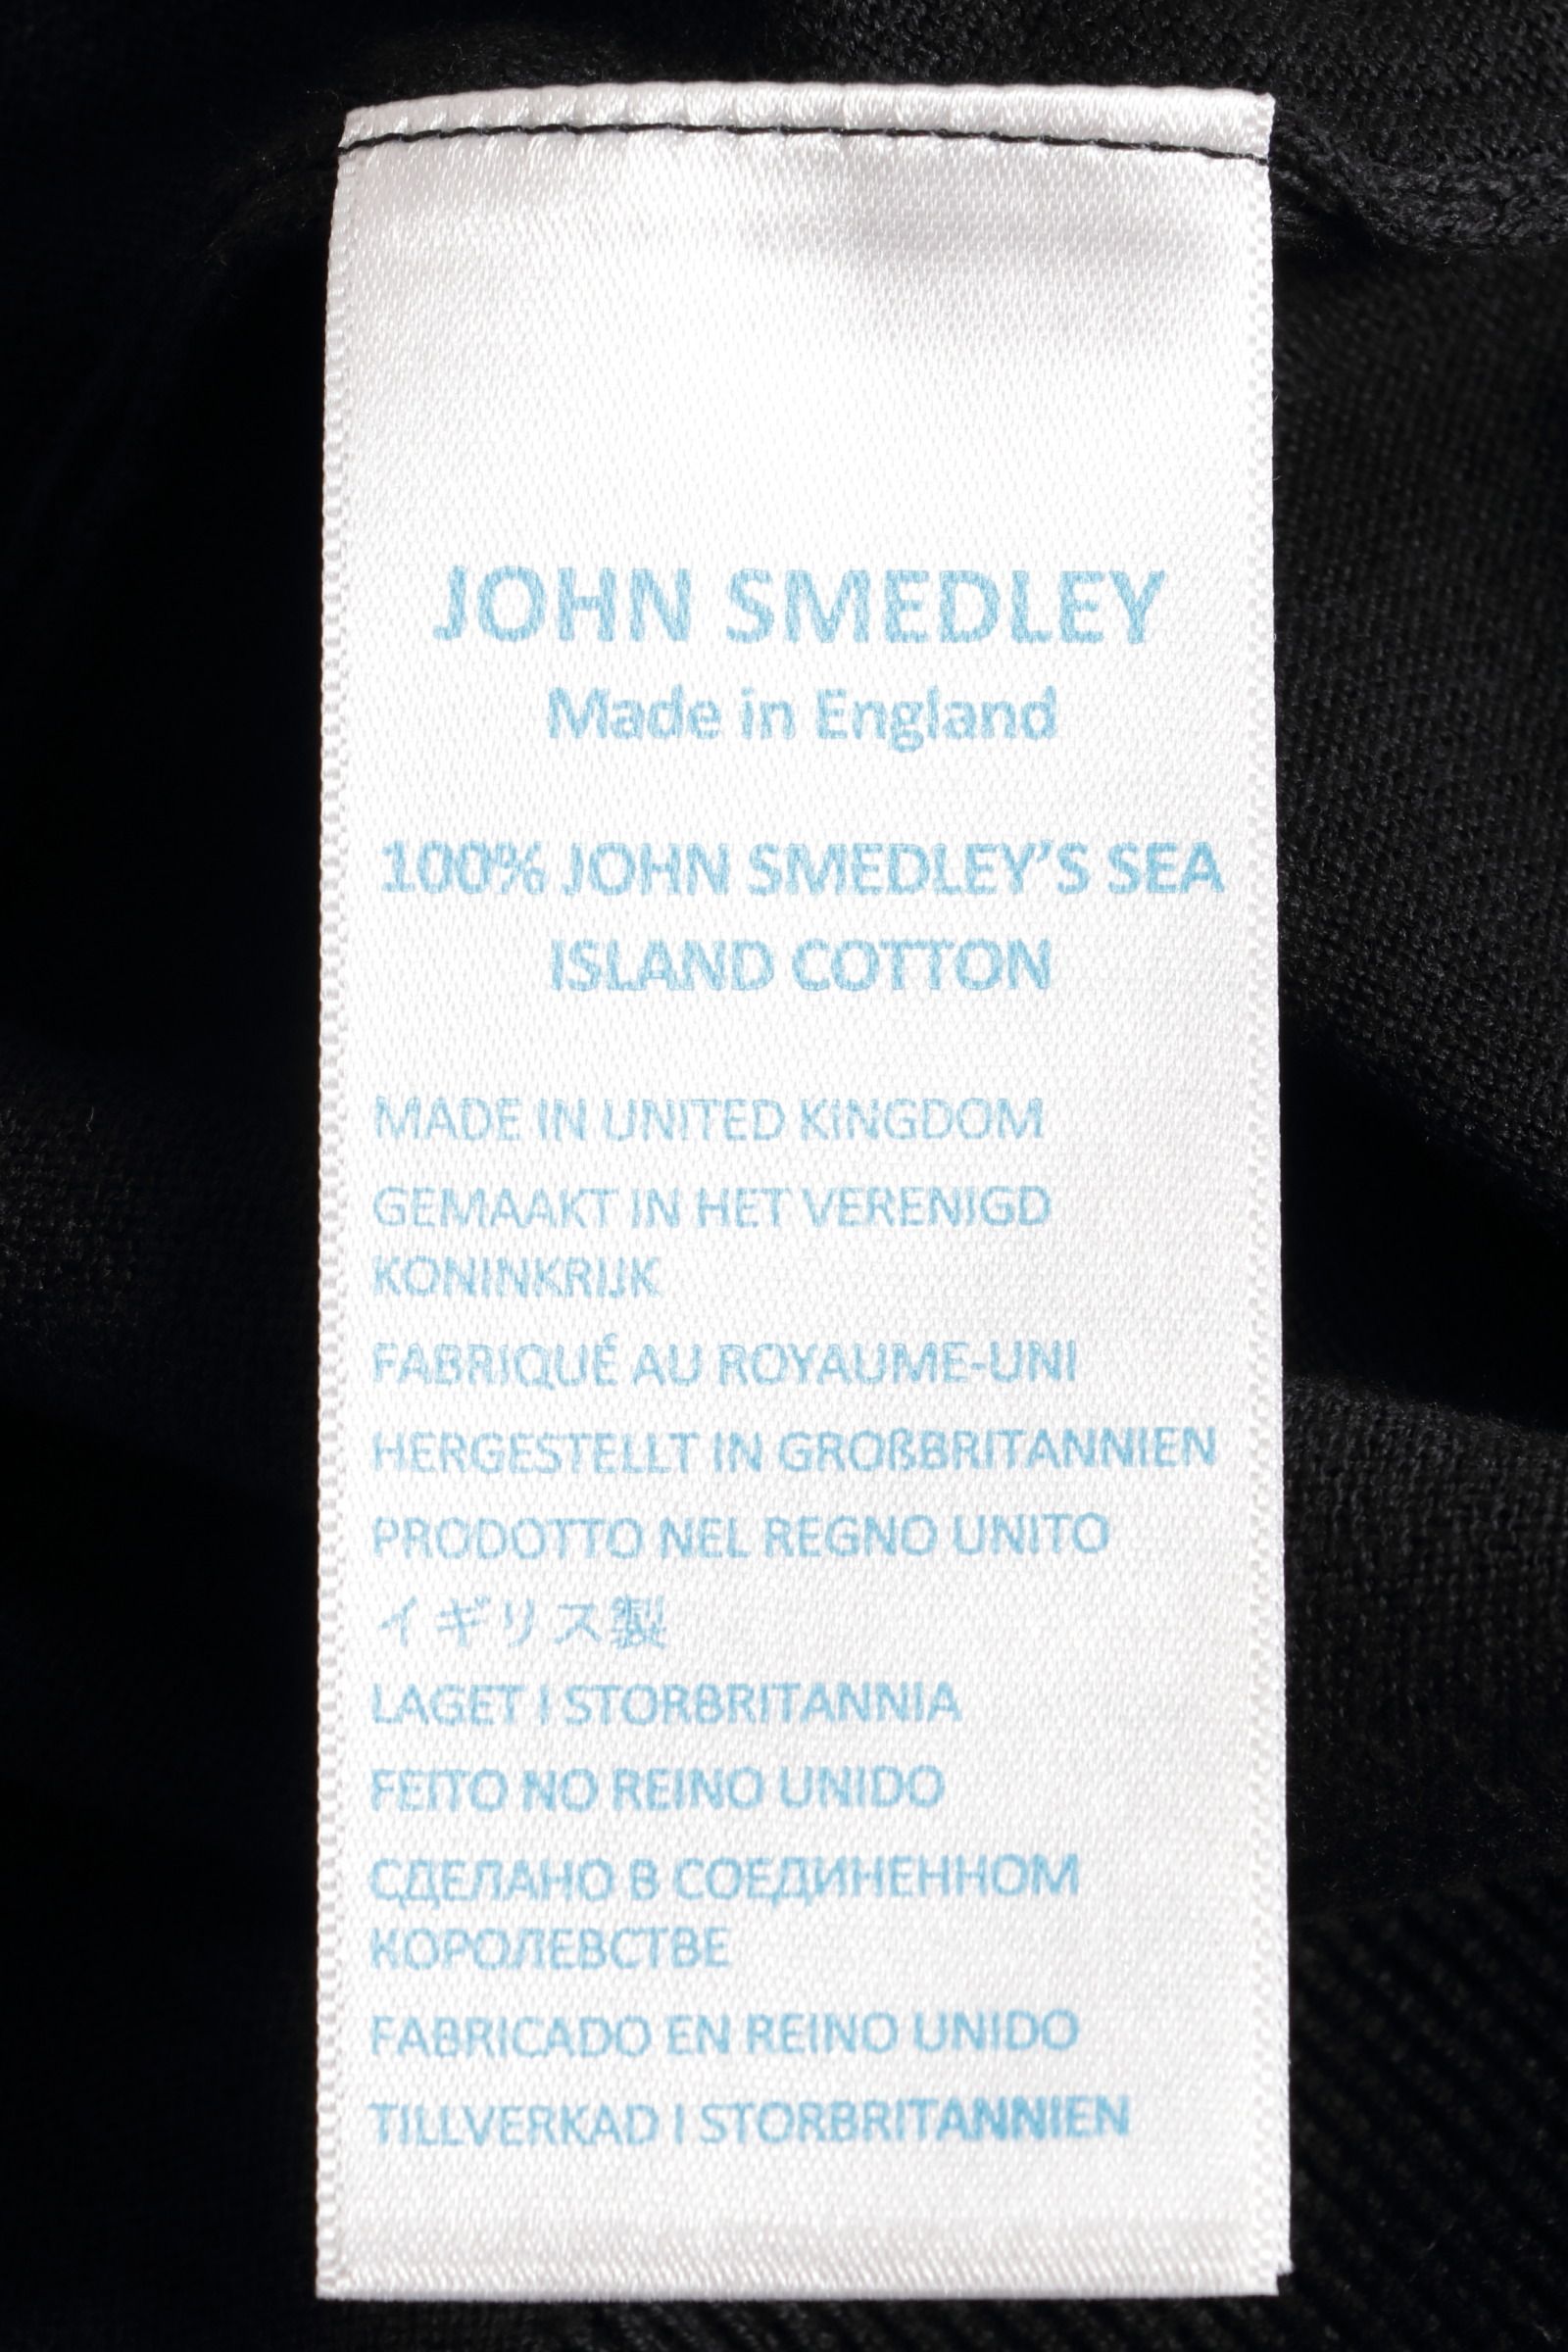 JOHN SMEDLEY
Made in England
100% JOHN SMEDLEY'S SEA
ISLAND COTTON
MADE IN UNITED KINGDOM
GEMAAKT IN HET VERENIGD
KONINKRIJK
FABRIQUÉ AU ROYAUME-UNI
HERGESTELLT IN GROßBRITANNIEN
PRODOTTO NEL REGNO UNITO
イギリス製
LAGET I STORBRITANNIA
FEITO NO REINO UNIDO
СДЕЛАНО В СОЕДИНЕННОМ
КОРОЛЕВСТВЕ
FABRICADO EN REINO UNIDO
TILLVERKAD I STORBRITANNIEN